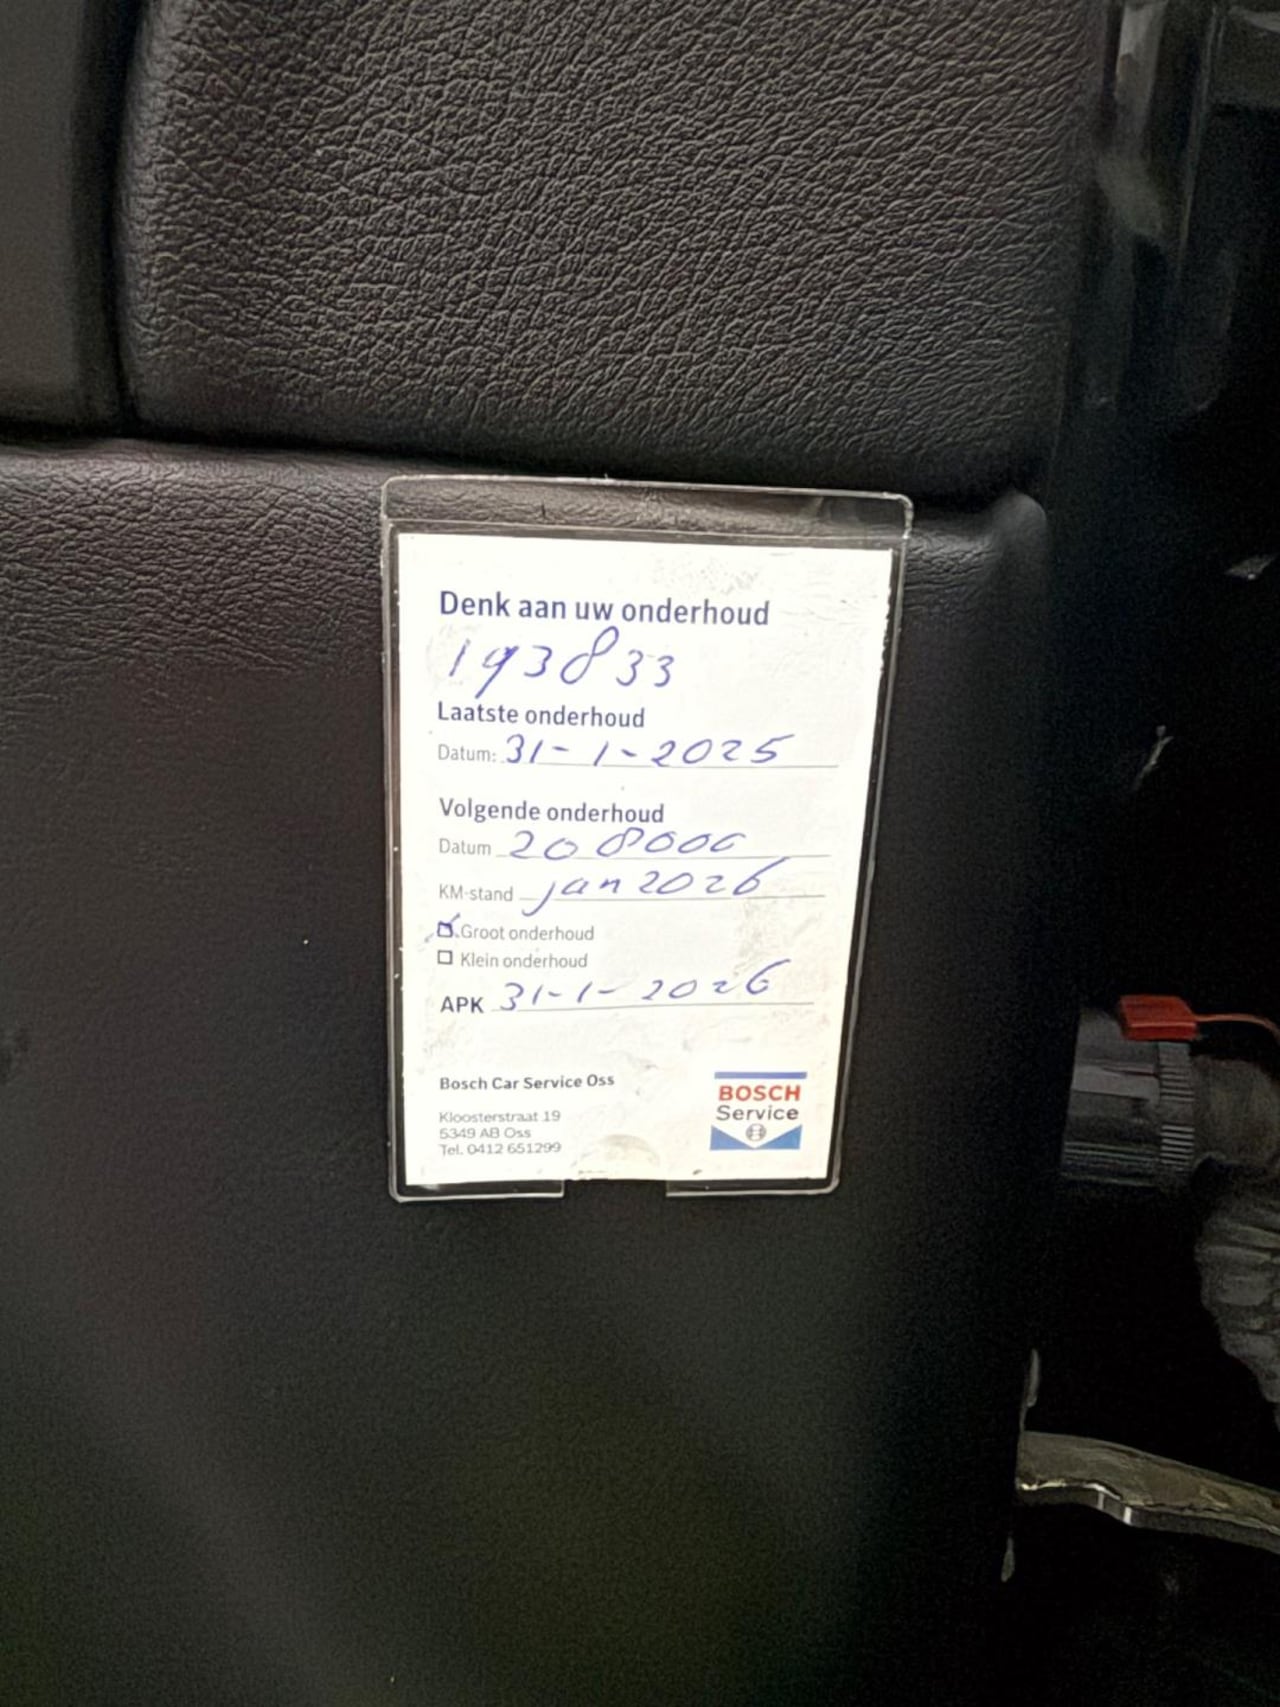 Denk aan uw onderhoud
193833
Laatste onderhoud
Datum: 31-1-2025
Volgende onderhoud
Datum 208000
KM-stand jan 2026
Groot onderhoud
Klein onderhoud
APK 31-1-2026
Bosch Car Service Oss
Kloosterstraat 19
5349 AB Oss
Tel. 0412 651299
BOSCH
Service